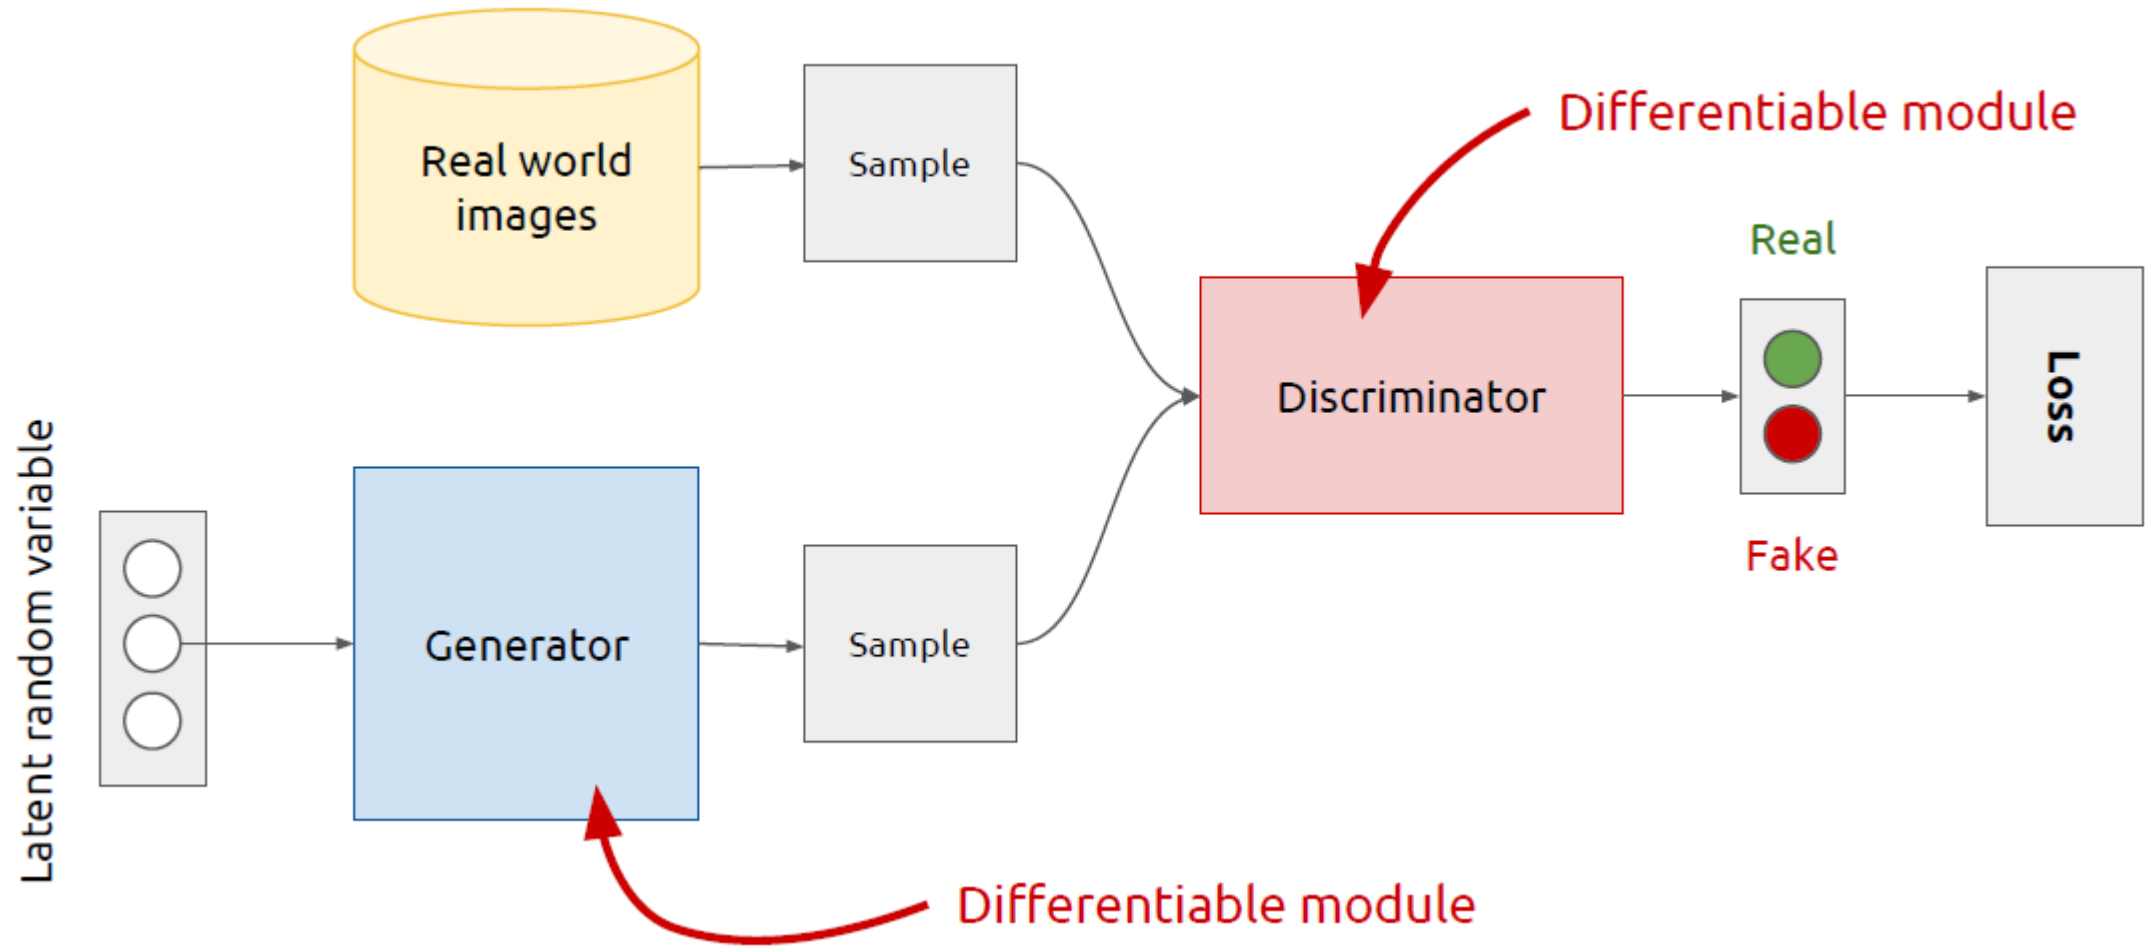 Real world
images
Sample
Differentiable module
Real
Discriminator
Loss
Fake
Latent random variable
Generator
Sample
Differentiable module